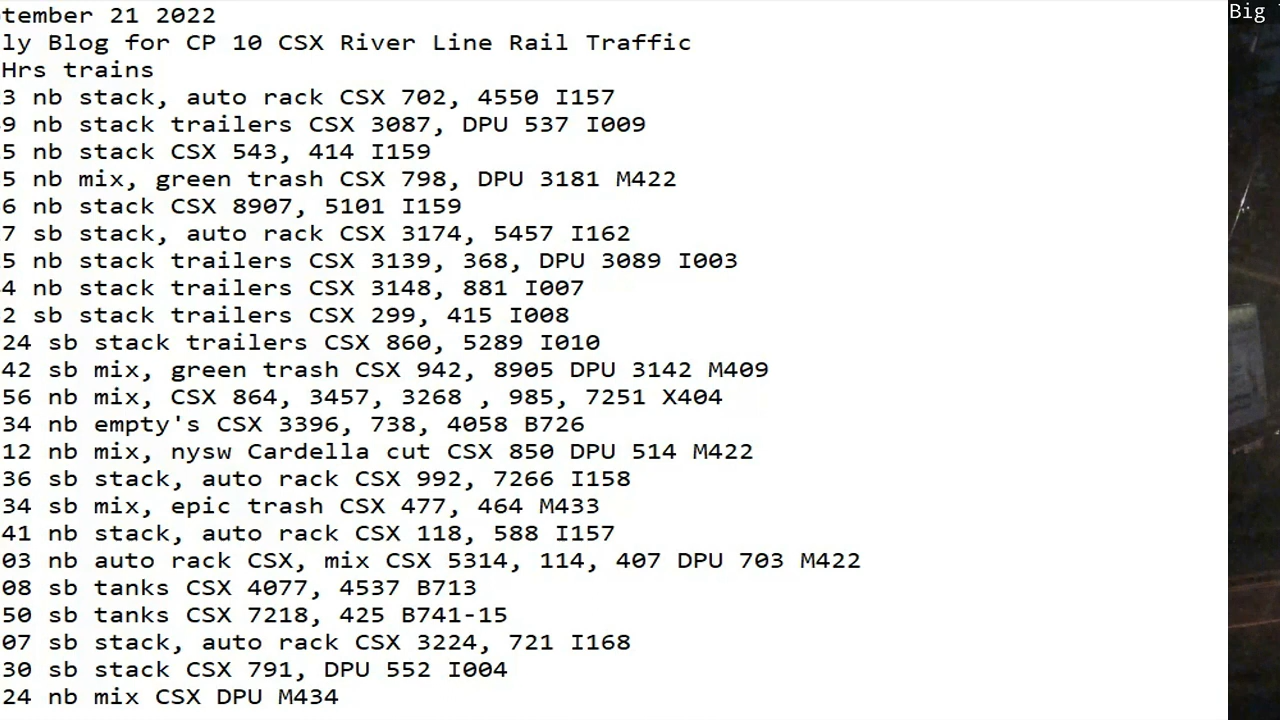 tember 21 2022
ly Blog for CP 10 CSX River Line Rail Traffic
Hrs trains
3 nb stack, auto rack CSX 702, 4550 I157
9 nb stack trailers CSX 3087, DPU 537 I009
5 nb stack CSX 543, 414 I159
5 nb mix, green trash CSX 798, DPU 3181 M422
6 nb stack CSX 8907, 5101 I159
7 sb stack, auto rack CSX 3174, 5457 I162
5 nb stack trailers CSX 3139, 368, DPU 3089 I003
4 nb stack trailers CSX 3148, 881 I007
2 sb stack trailers CSX 299, 415 I008
24 sb stack trailers CSX 860, 5289 I010
42 sb mix, green trash CSX 942, 8905 DPU 3142 M409
56 nb mix, CSX 864, 3457, 3268 , 985, 7251 X404
34 nb empty's CSX 3396, 738, 4058 B726
12 nb mix, nysw Cardella cut CSX 850 DPU 514 M422
36 sb stack, auto rack CSX 992, 7266 I158
34 sb mix, epic trash CSX 477, 464 M433
41 nb stack, auto rack CSX 118, 588 I157
03 nb auto rack CSX, mix CSX 5314, 114, 407 DPU 703 M422
08 sb tanks CSX 4077, 4537 B713
50 sb tanks CSX 7218, 425 B741-15
07 sb stack, auto rack CSX 3224, 721 I168
30 sb stack CSX 791, DPU 552 I004
24 nb mix CSX DPU M434
Big